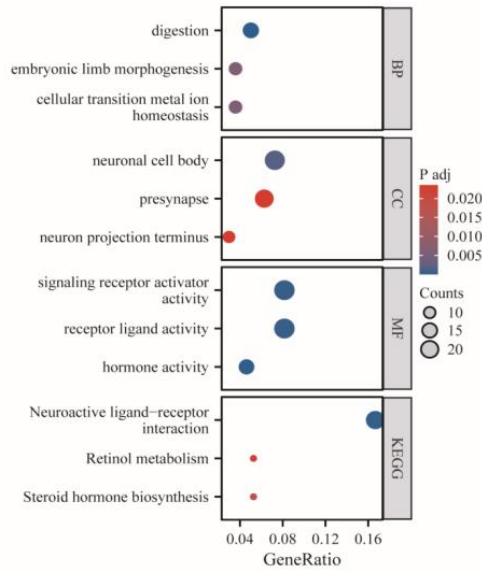 digestion
embryonic limb morphogenesis
cellular transition metal ion
homeostasis
BP
neuronal cell body
presynapse
neuron projection terminus
CC
signaling receptor activator
activity
receptor ligand activity
hormone activity
MF
Neuroactive ligand−receptor
interaction
Retinol metabolism
Steroid hormone biosynthesis
KEGG
0.04 0.08 0.12 0.16
GeneRatio
P adj
0.020
0.015
0.010
0.005
Counts
10
15
20